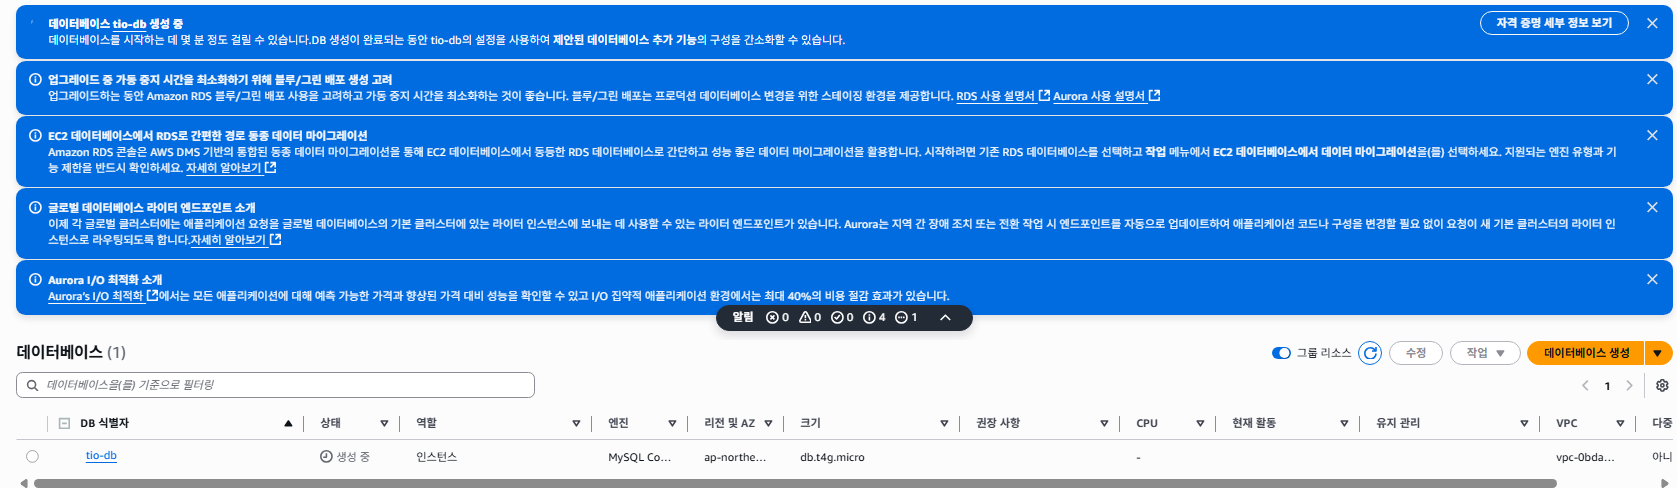 데이터베이스 tio-db 생성 중
데이터베이스를 시작하는 데 몇 분 정도 걸릴 수 있습니다.DB 생성이 완료되는 동안 tio-db의 설정을 사용하여 제안된 데이터베이스 추가 기능의 구성을 간소화할 수 있습니다.
자격 증명 세부 정보 보기
업그레이드 중 가동 중지 시간을 최소화하기 위해 블루/그린 배포 생성 고려
업그레이드하는 동안 Amazon RDS 블루/그린 배포 사용을 고려하고 가동 중지 시간을 최소화하는 것이 좋습니다. 블루/그린 배포는 프로덕션 데이터베이스 변경을 위한 스테이징 환경을 제공합니다. RDS 사용 설명서 Aurora 사용 설명서
EC2 데이터베이스에서 RDS로 간편한 경로 동종 데이터 마이그레이션
Amazon RDS 콘솔은 AWS DMS 기반의 통합된 동종 데이터 마이그레이션을 통해 EC2 데이터베이스에서 동등한 RDS 데이터베이스로 간단하고 성능 좋은 데이터 마이그레이션을 활용합니다. 시작하려면 기존 RDS 데이터베이스를 선택하고 작업 메뉴에서 EC2 데이터베이스에서 데이터 마이그레이션을(를) 선택하세요. 지원되는 엔진 유형과 기
능 제한을 반드시 확인하세요. 자세히 알아보기
글로벌 데이터베이스 라이터 엔드포인트 소개
이제 각 글로벌 클러스터에는 애플리케이션 요청을 글로벌 데이터베이스의 기본 클러스터에 있는 라이터 인스턴스에 보내는 데 사용할 수 있는 라이터 엔드포인트가 있습니다. Aurora는 지역 간 장애 조치 또는 전환 작업 시 엔드포인트를 자동으로 업데이트하여 애플리케이션 코드나 구성을 변경할 필요 없이 요청이 새 기본 클러스터의 라이터 인
스턴스로 라우팅되도록 합니다.자세히 알아보기
Aurora I/O 최적화 소개
Aurora's I/O 최적화에서는 모든 애플리케이션에 대해 예측 가능한 가격과 향상된 가격 대비 성능을 확인할 수 있고 I/O 집약적 애플리케이션 환경에서는 최대 40%의 비용 절감 효과가 있습니다.
알림 0 0 0 4 1
데이터베이스 (1)
그룹 리소스 수정 작업 데이터베이스 생성
데이터베이스을(를) 기준으로 필터링
1
DB 식별자 상태 역할 엔진 리전 및 AZ 크기 권장 사항 CPU 현재 활동 유지 관리 VPC 다중
tio-db 생성 중 인스턴스 MySQL Co... ap-northe... db.t4g.micro - vpc-0bda... 아니